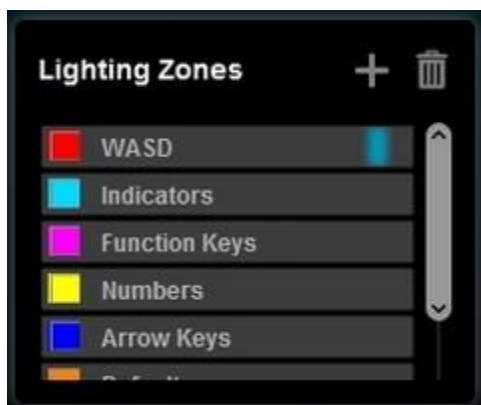 Lighting Zones
WASD
Indicators
Function Keys
Numbers
Arrow Keys